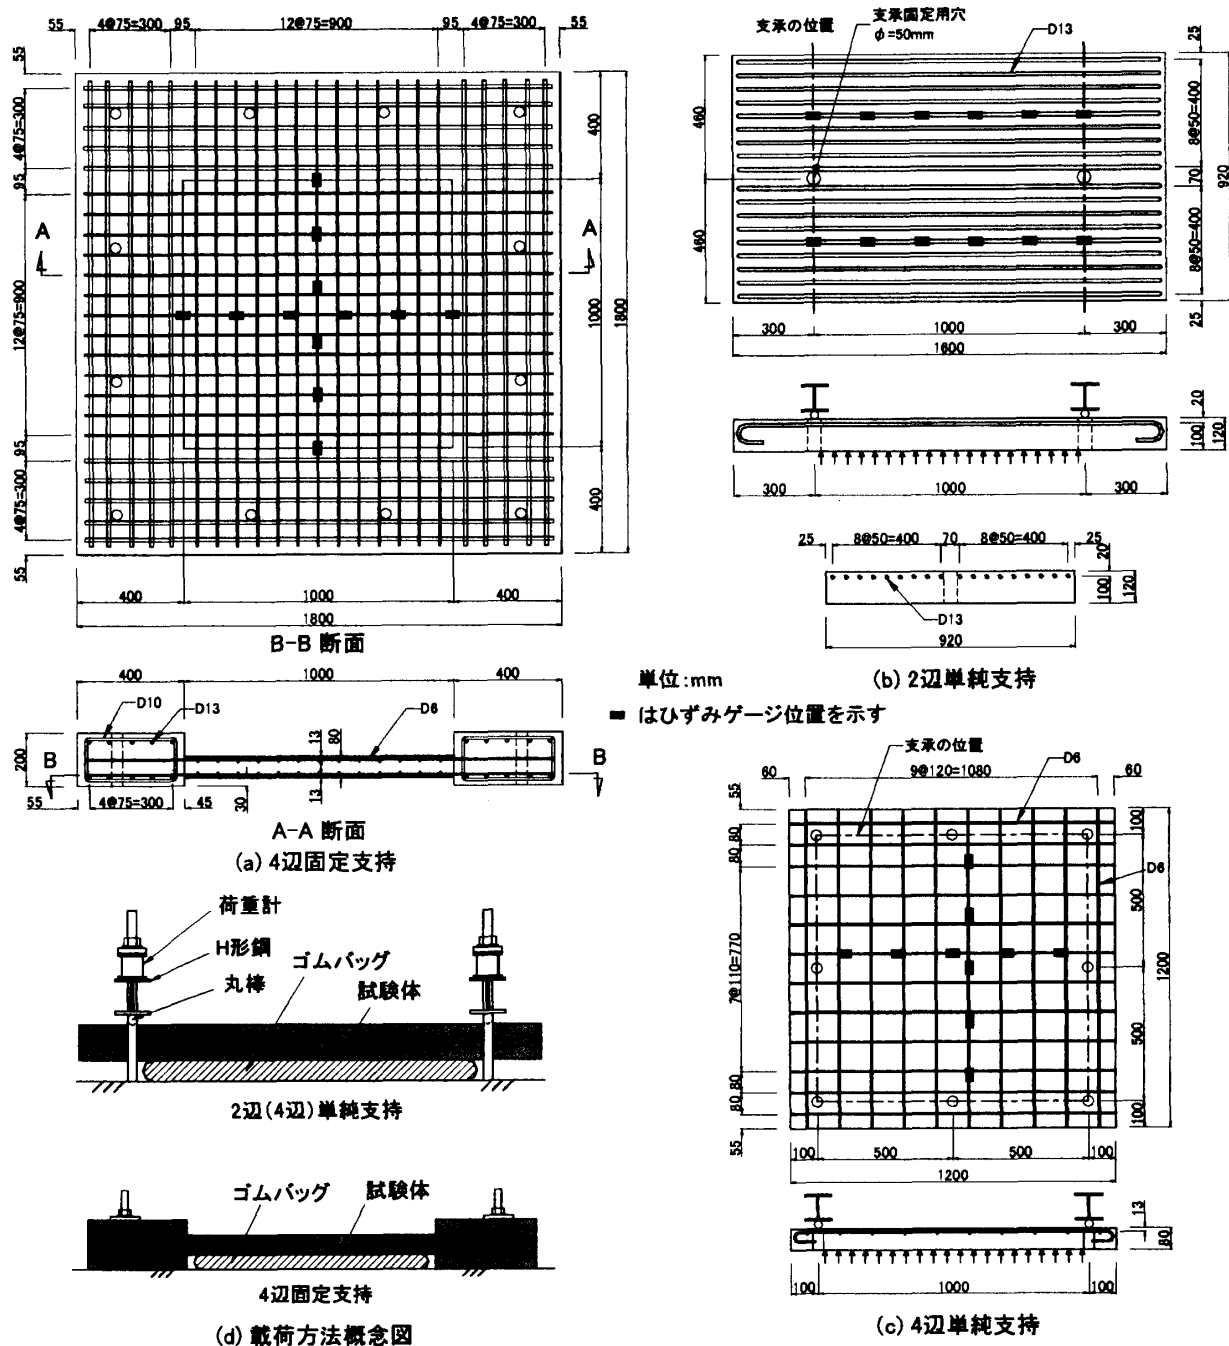 55
4@75=300
95
12@75=900
95
4@75=300
55
55
4@75=300
95
12@75=900
95
4@75=300
55
A
A
400
1000
1800
400
400
1000
400
1800
B-B 断面
400
1000
400
D10
D13
D6
13
80
200
B
B
55
4@75=300
45
30
13
A-A 断面
(a) 4辺固定支持
支承の位置
支承固定用穴
φ=50mm
D13
25
460
460
8@50=400
70
920
8@50=400
25
300
1000
300
1600
20
100
120
300
1000
300
25
8@50=400
70
8@50=400
25
20
100
120
D13
920
単位:mm
(b) 2辺単純支持
■ はひずみゲージ位置を示す
支承の位置
60
9@120=1080
D6
60
55
80
80
7@110=770
80
80
55
100
D6
500
1200
500
100
100
500
500
100
1200
13
80
100
1000
100
(c) 4辺単純支持
荷重計
H形鋼
丸棒
ゴムバッグ
試験体
2辺(4辺)単純支持
ゴムバッグ
試験体
4辺固定支持
(d) 載荷方法概念図